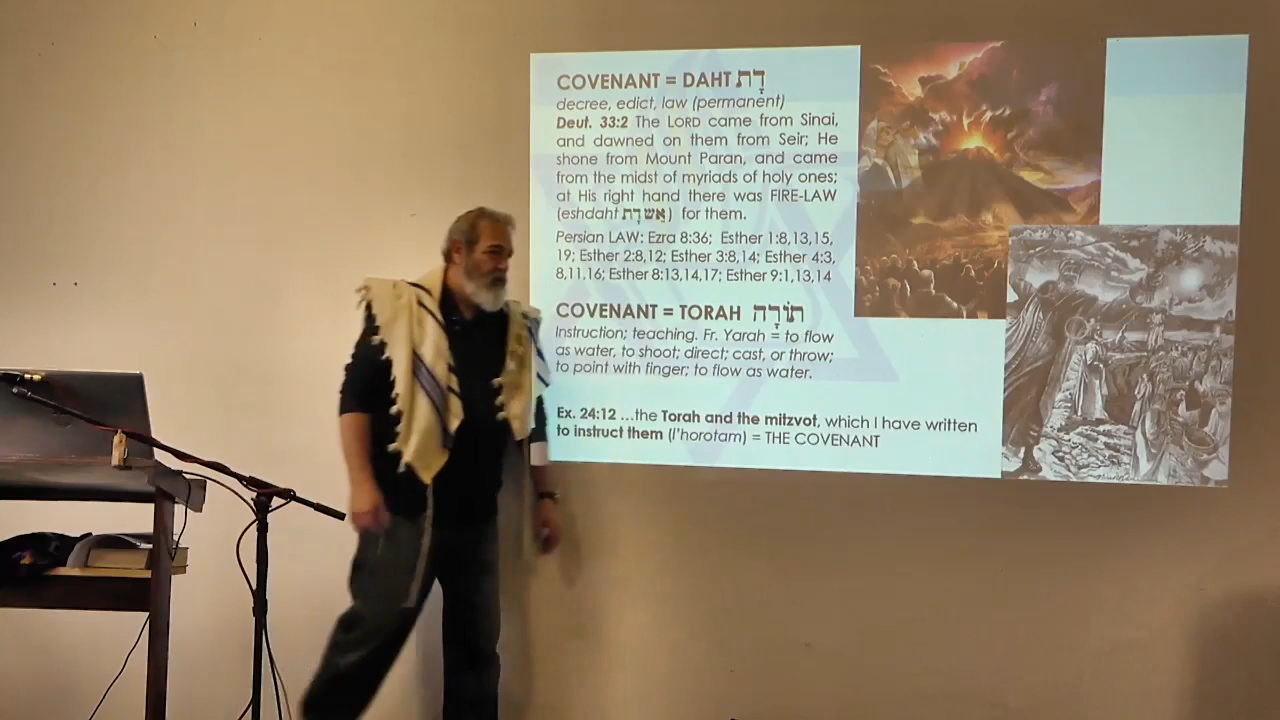 COVENANT = DAHT דָּת
decree, edict, law (permanent)
Deut. 33:2 The LORD came from Sinai,
and dawned on them from Seir; He
shone from Mount Paran, and came
from the midst of myriads of holy ones;
at His right hand there was FIRE-LAW
(eshdaht אֵשׁדָּת) for them.
Persian LAW: Ezra 8:36; Esther 1:8,13,15,
19; Esther 2:8,12; Esther 3:8,14; Esther 4:3,
8,11.16; Esther 8:13,14,17; Esther 9:1,13,14
COVENANT = TORAH תּוֹרָה
Instruction; teaching. Fr. Yarah = to flow
as water, to shoot; direct; cast, or throw;
to point with finger; to flow as water.
Ex. 24:12 ...the Torah and the mitzvot, which I have written
to instruct them (l'horotam) = THE COVENANT